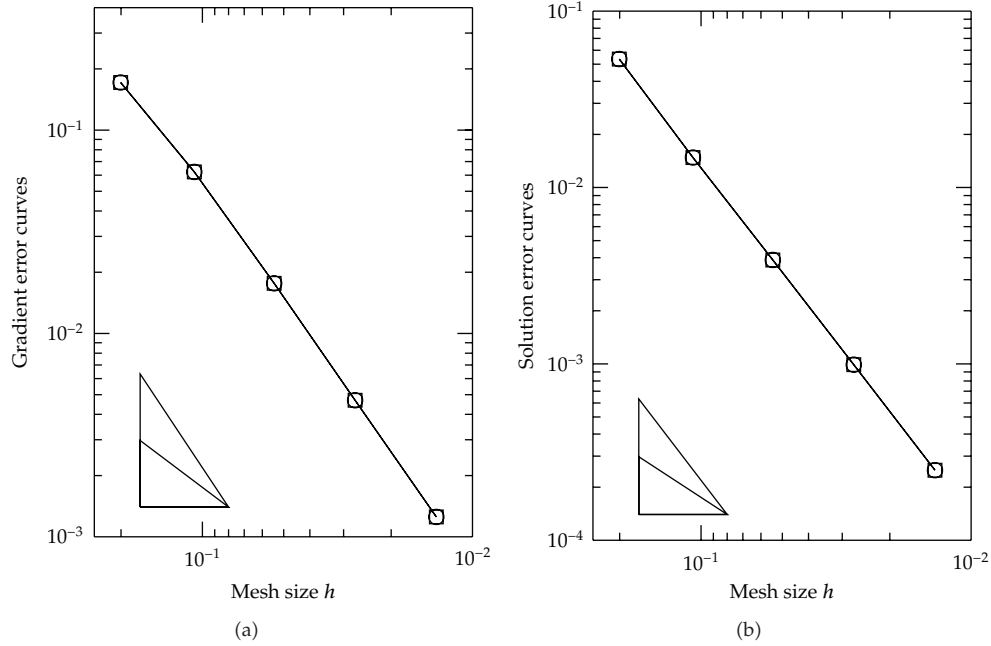 Gradient error curves
10⁻¹
10⁻²
10⁻³
10⁻¹
10⁻²
Mesh size h
(a)
Solution error curves
10⁻¹
10⁻²
10⁻³
10⁻⁴
10⁻¹
10⁻²
Mesh size h
(b)